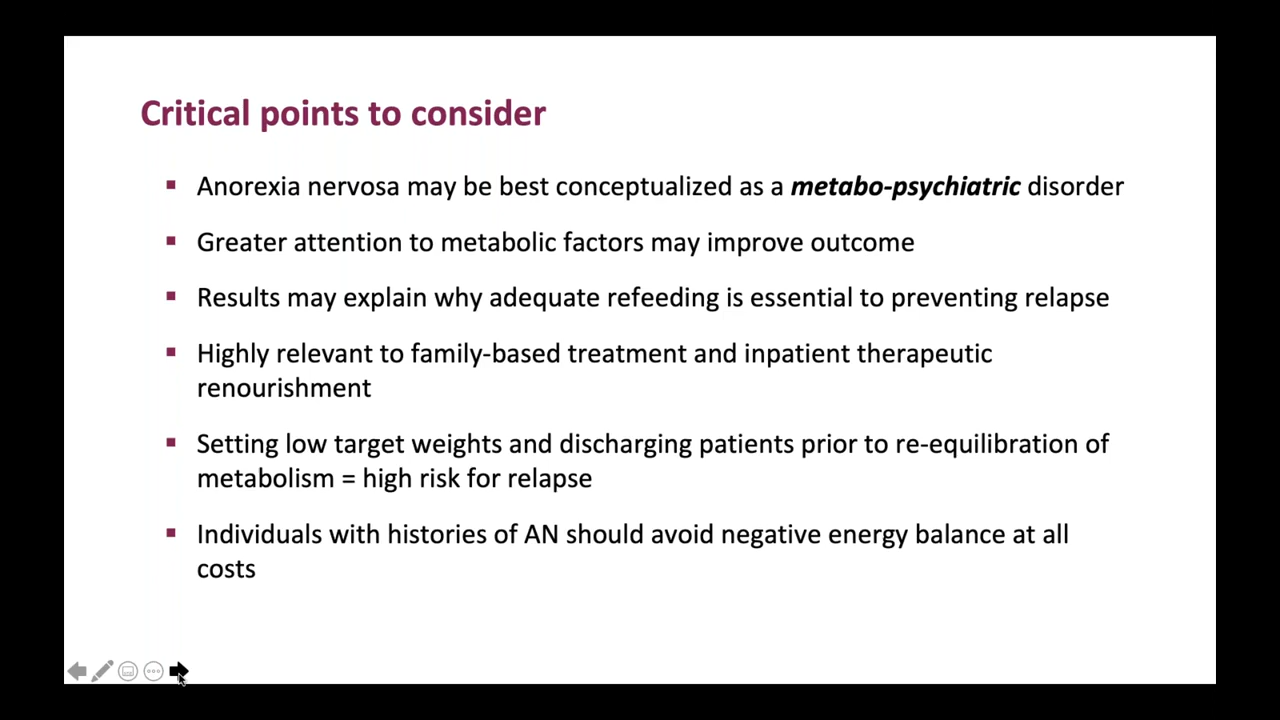 Critical points to consider
▪ Anorexia nervosa may be best conceptualized as a metabo-psychiatric disorder
▪ Greater attention to metabolic factors may improve outcome
▪ Results may explain why adequate refeeding is essential to preventing relapse
▪ Highly relevant to family-based treatment and inpatient therapeutic
renourishment
▪ Setting low target weights and discharging patients prior to re-equilibration of
metabolism = high risk for relapse
▪ Individuals with histories of AN should avoid negative energy balance at all
costs